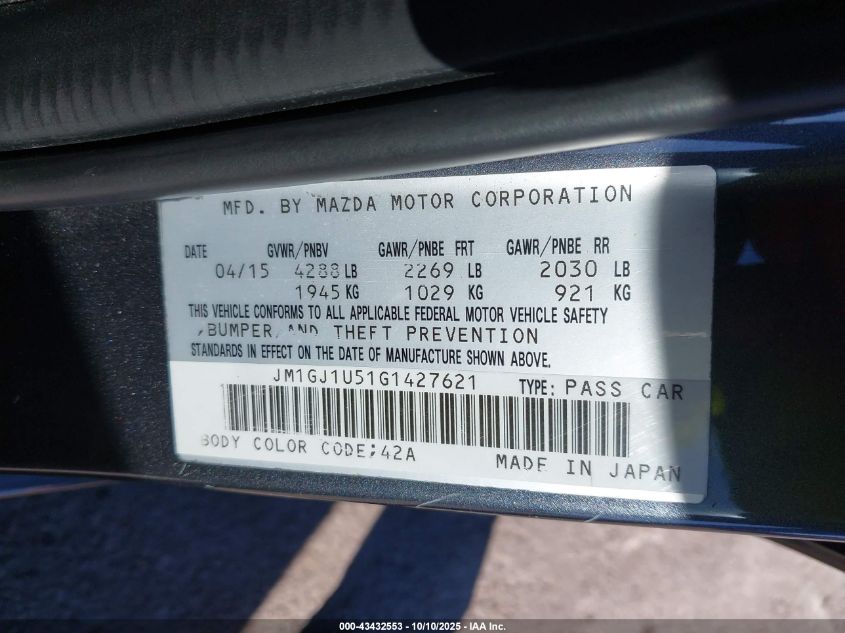 MFD. BY MAZDA MOTOR CORPORATION
DATE GVWR/PNBV GAWR/PNBE FRT GAWR/PNBE RR
04/15 4288 LB 2269 LB 2030 LB
1945 KG 1029 KG 921 KG
THIS VEHICLE CONFORMS TO ALL APPLICABLE FEDERAL MOTOR VEHICLE SAFETY
,BUMPER, AND THEFT PREVENTION
STANDARDS IN EFFECT ON THE DATE OF MANUFACTURE SHOWN ABOVE.
JM1GJ1U51G1427621 TYPE: PASS CAR
BODY COLOR CODE:42A
MADE IN JAPAN
000-43432553 - 10/10/2025 - IAA Inc.